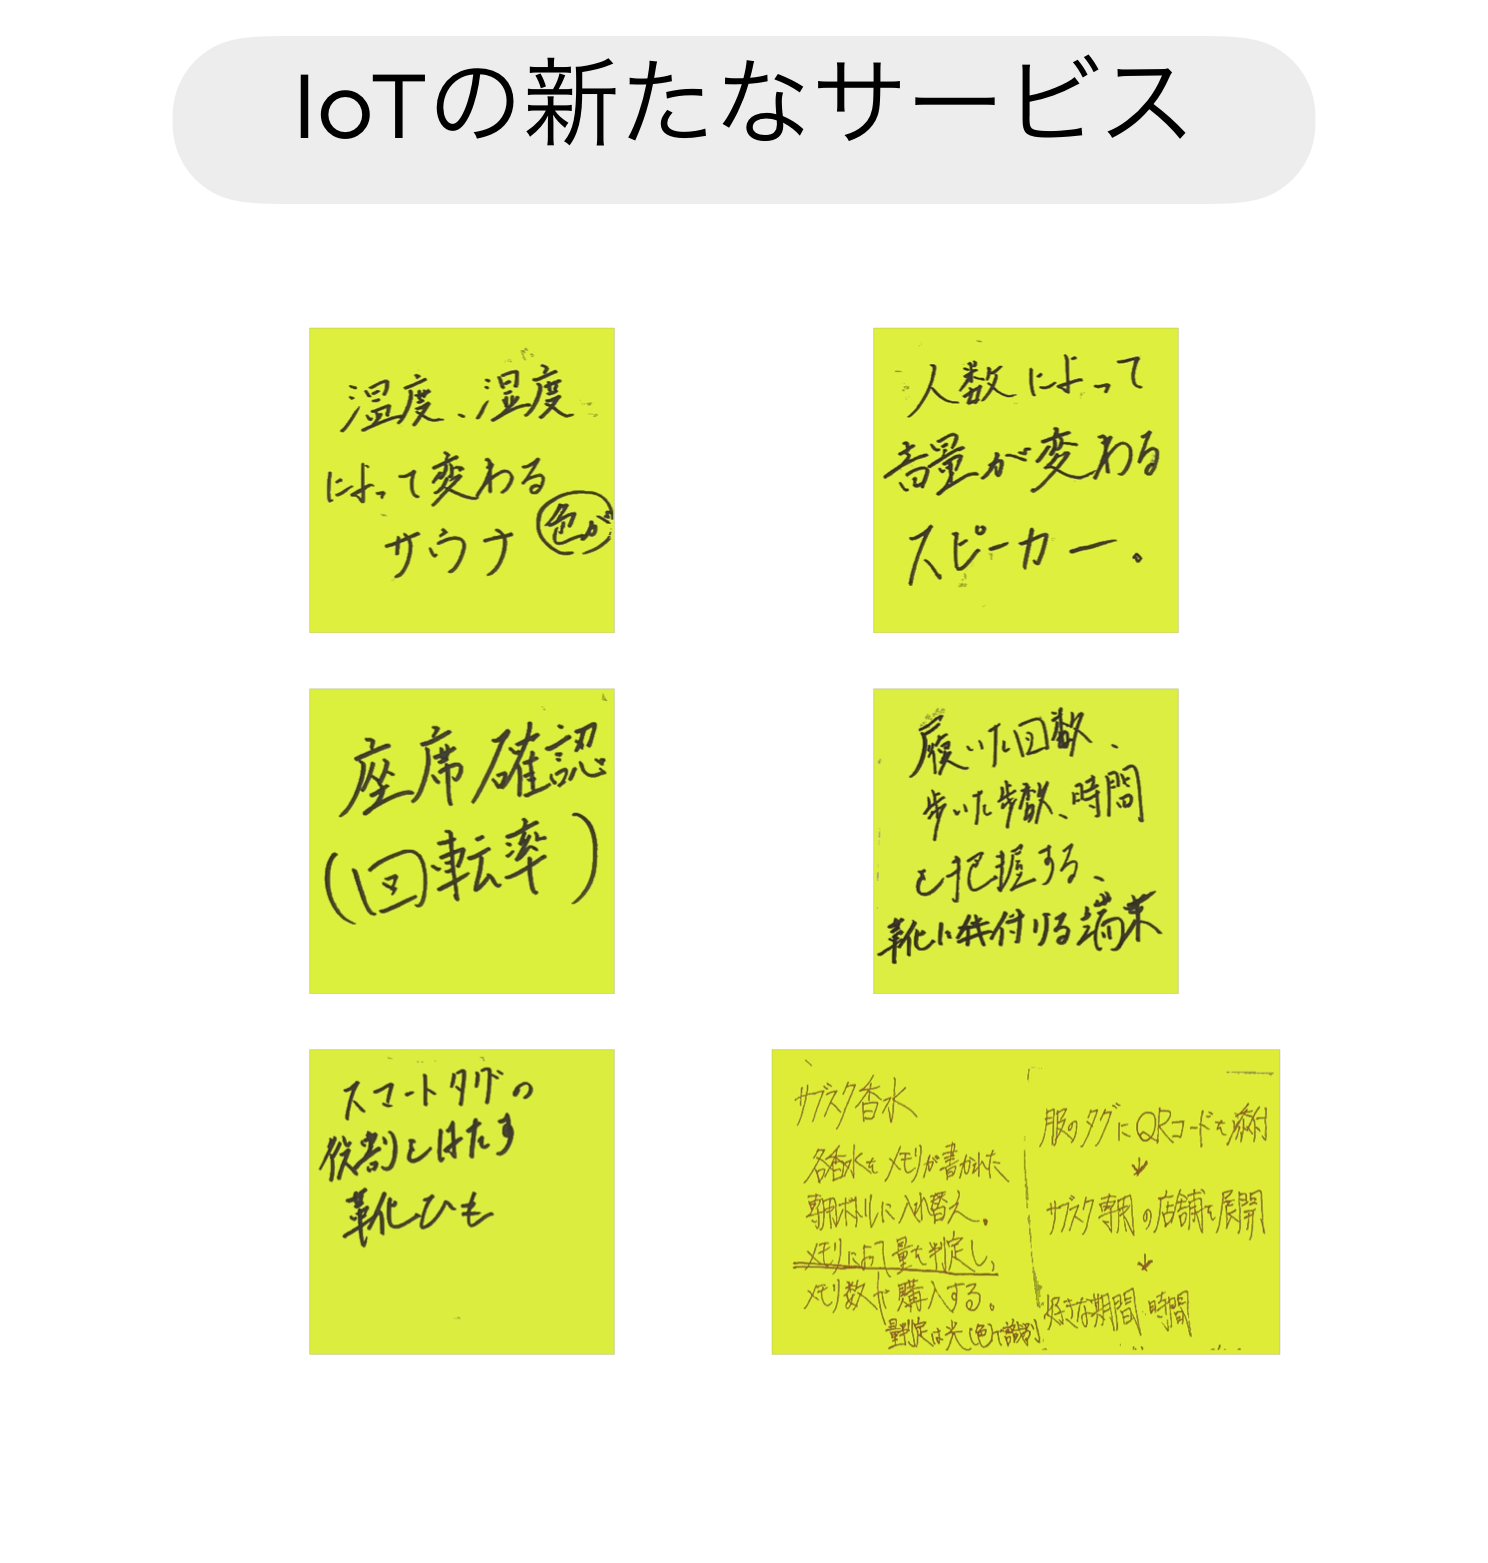 IoTの新たなサービス
温度、湿度
によって変わる
サウナ 色が
人数によって
音量が変わる
スピーカー。
座席確認
(回転率)
履いた回数、
歩いた歩数、時間
を把握する、
靴に件付ける端末
スマートタグの
役割をはたす
靴ひも
サブスク香水
各香水をメモリが書かれた
専用ボトルに入れ替え。
メモリによって量を判定し、
メモリ数分購入する。
量判定は光(色)で識別
服のタグにQRコードを添付
↓
サブスク専用の店舗を展開
↓
好きな期間 時間